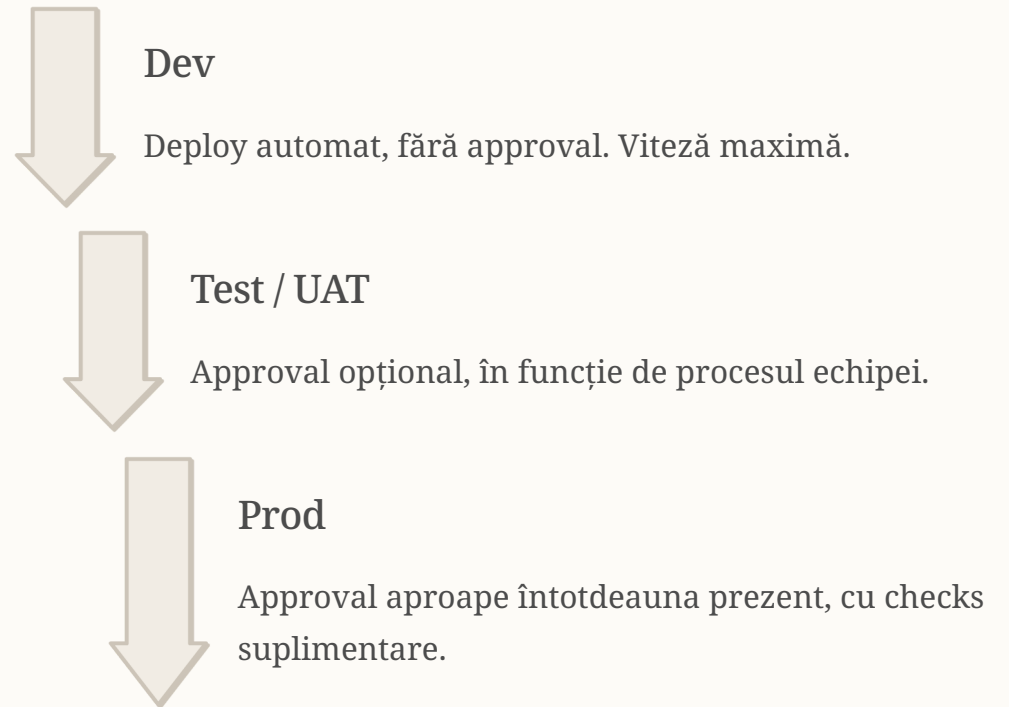 Dev
Deploy automat, fără approval. Viteză maximă.
Test / UAT
Approval opțional, în funcție de procesul echipei.
Prod
Approval aproape întotdeauna prezent, cu checks
suplimentare.